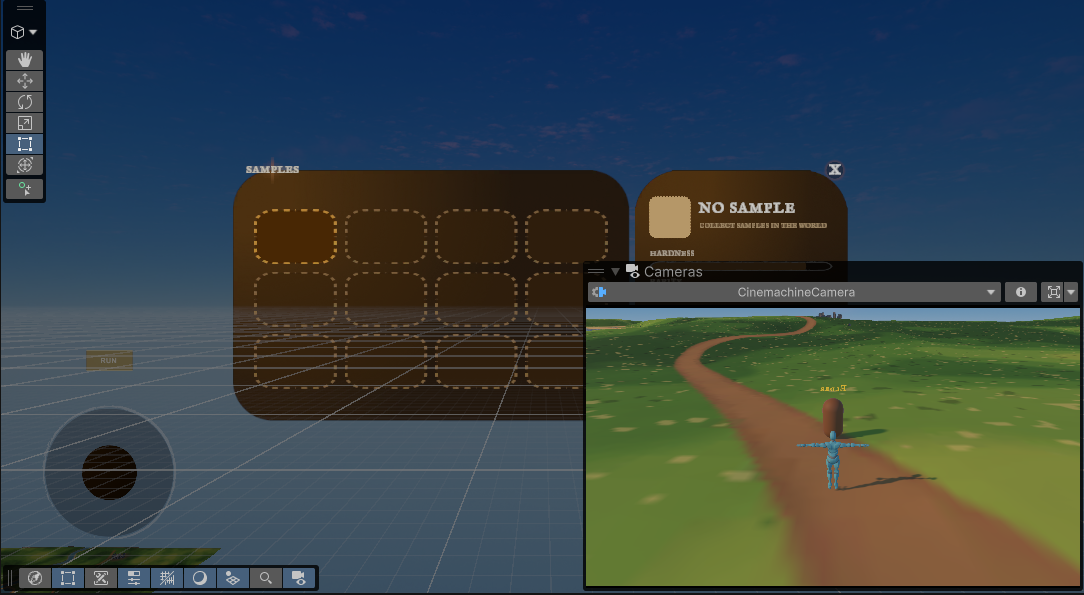 SAMPLES
X
NO SAMPLE
COLLECT SAMPLES IN THE WORLD
HARDNESS
Cameras
CinemachineCamera
RUN